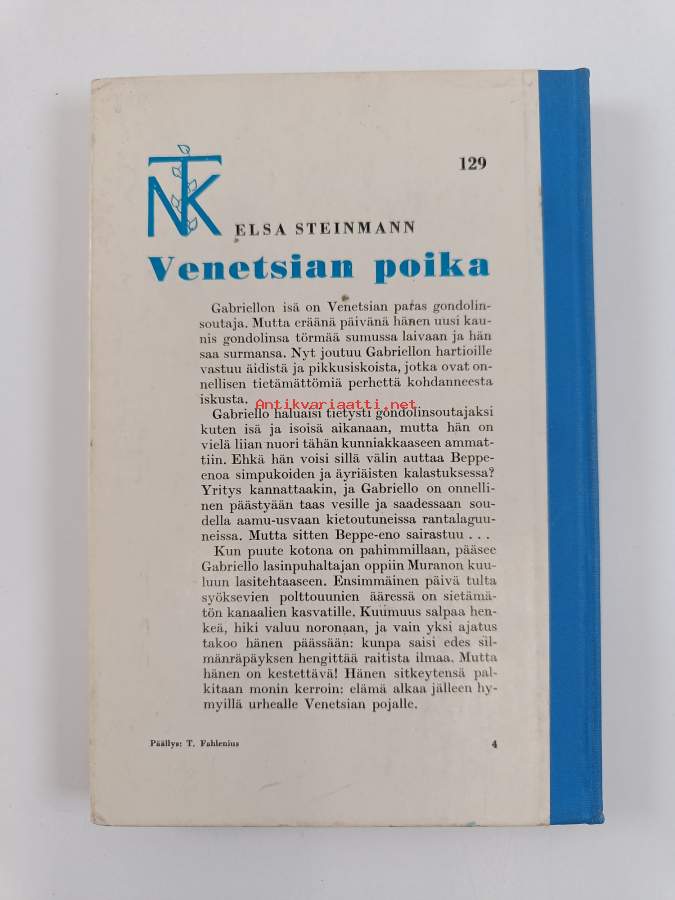 NTK
129
ELSA STEINMANN
Venetsian poika
Gabriellon isä on Venetsian paras gondolin-
soutaja. Mutta eräänä päivänä hänen uusi kau-
nis gondolinsa törmää sumussa laivaan ja hän
saa surmansa. Nyt joutuu Gabriellon hartioille
vastuu äidistä ja pikkusiskoista, jotka ovat on-
nellisen tietämättömiä perhettä kohdanneesta
iskusta.
Antikvariaatti.net
Gabriello haluaisi tietysti gondolinsoutajaksi
kuten isä ja isoisä aikanaan, mutta hän on
vielä liian nuori tähän kunniakkaaseen ammat-
tiin. Ehkä hän voisi sillä välin auttaa Beppe-
enoa simpukoiden ja äyriäisten kalastuksessa?
Yritys kannattaakin, ja Gabriello on onnelli-
nen päästyään taas vesille ja saadessaan sou-
della aamu-usvaan kietoutuneissa rantalaguu-
neissa. Mutta sitten Beppe-eno sairastuu . . .
Kun puute kotona on pahimmillaan, pääsee
Gabriello lasinpuhaltajan oppiin Muranon kuu-
luun lasitehtaaseen. Ensimmäinen päivä tulta
syöksevien polttouunien ääressä on sietämä-
tön kanaalien kasvatille. Kuumuus salpaa hen-
keä, hiki valuu noronaan, ja vain yksi ajatus
takoo hänen päässään: kunpa saisi edes sil-
mänräpäyksen hengittää raitista ilmaa. Mutta
hänen on kestettävä! Hänen sitkeytensä pal-
kitaan monin kerroin: elämä alkaa jälleen hy-
myillä urhealle Venetsian pojalle.
Päällys: T. Fahlenius
4